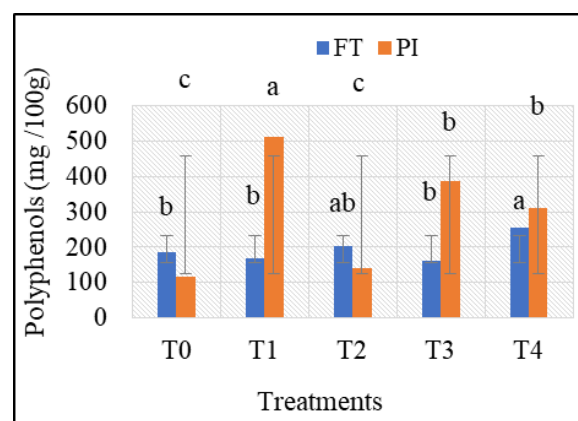 FT PI
c a c b b
600
500
400
300
200
100
0
b b ab b a
Polyphenols (mg /100g)
T0 T1 T2 T3 T4
Treatments